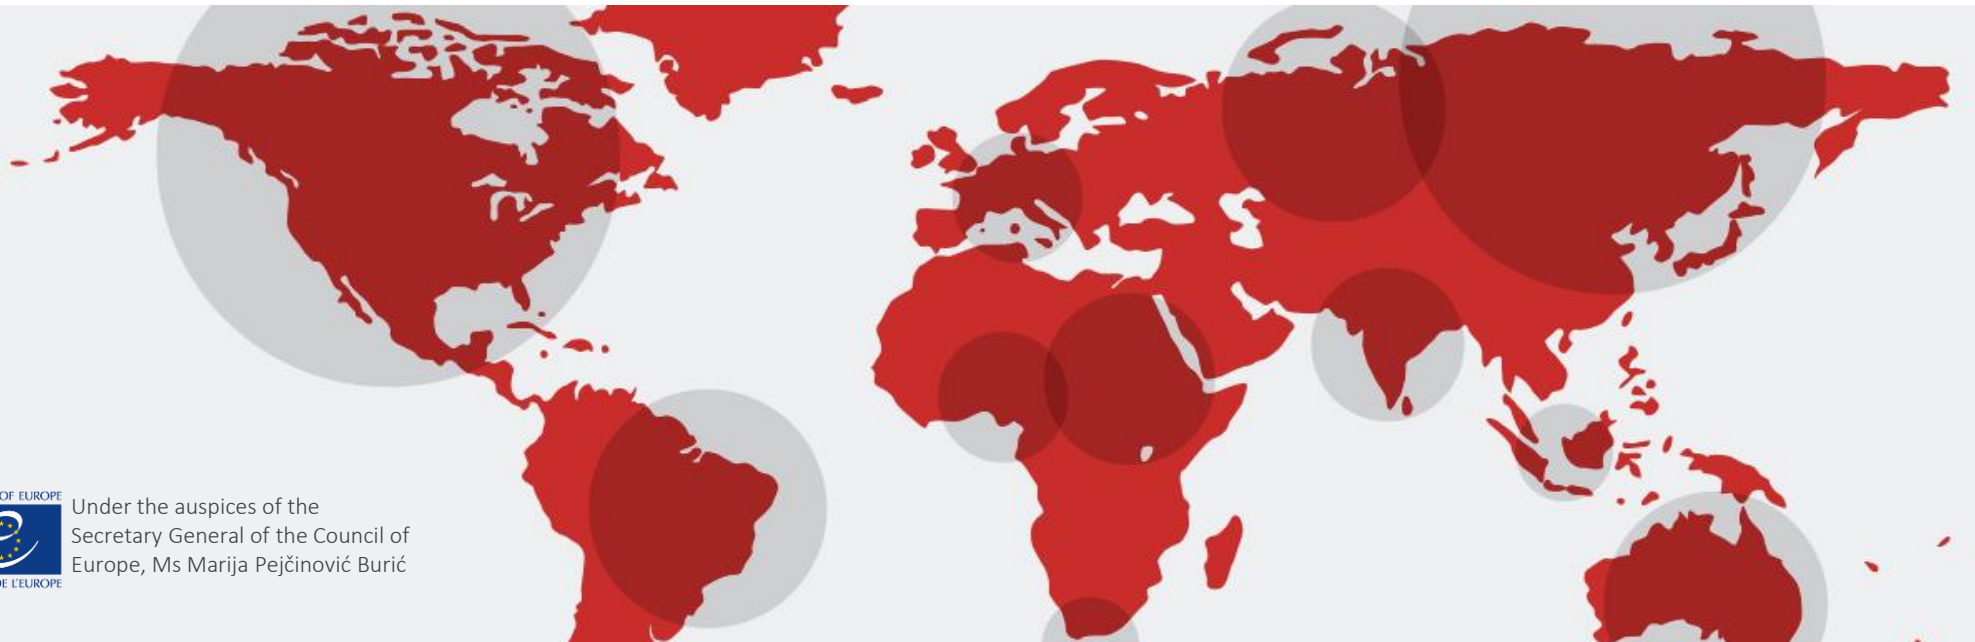 OF EUROPE
Under the auspices of the
Secretary General of the Council of
Europe, Ms Marija Pejčinović Burić
DE L'EUROPE